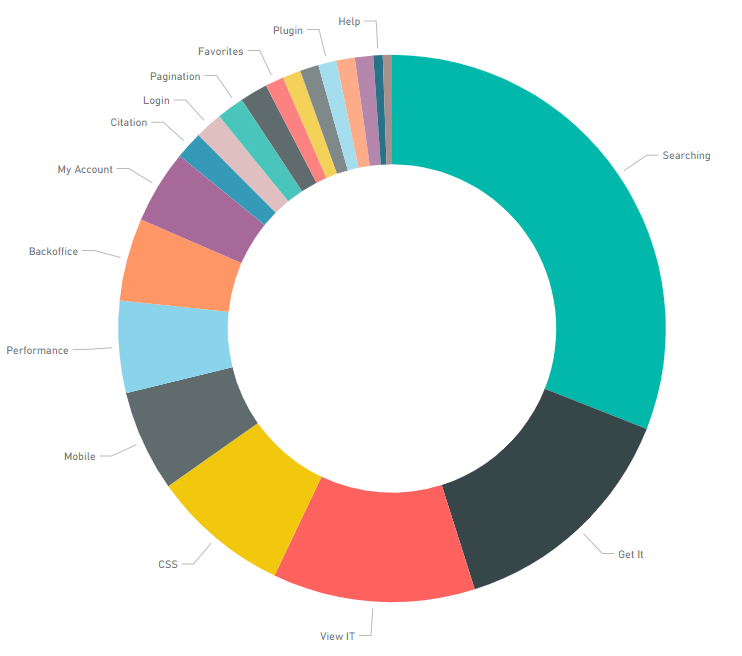 Help
Plugin
Favorites
Pagination
Login
Citation
My Account
Backoffice
Performance
Mobile
CSS
View IT
Get It
Searching